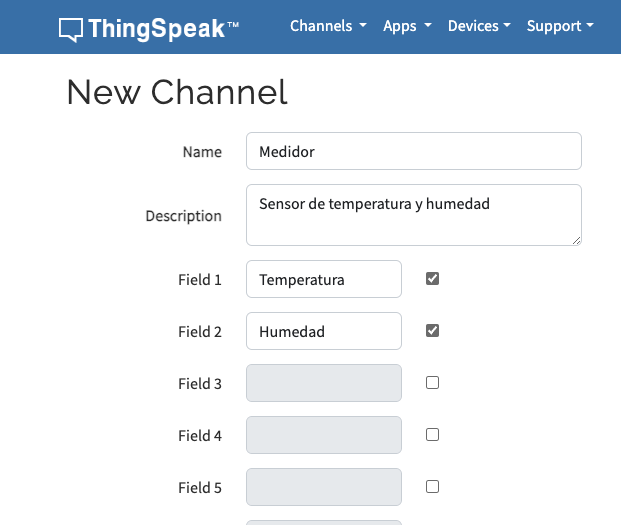 ThingSpeak™ Channels Apps Devices Support
New Channel
Name Medidor
Description Sensor de temperatura y humedad
Field 1 Temperatura
Field 2 Humedad
Field 3
Field 4
Field 5